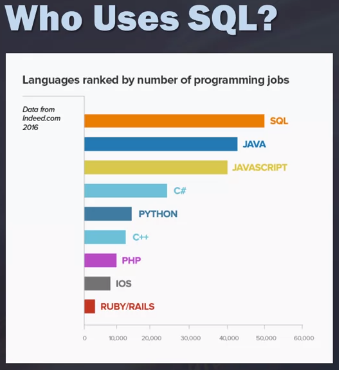 Who Uses SQL?
Languages ranked by number of programming jobs
Data from
Indeed.com
2016
SQL
JAVA
JAVASCRIPT
C#
PYTHON
C++
PHP
IOS
RUBY/RAILS
0 10,000 20,000 30,000 40,000 50,000 60,000